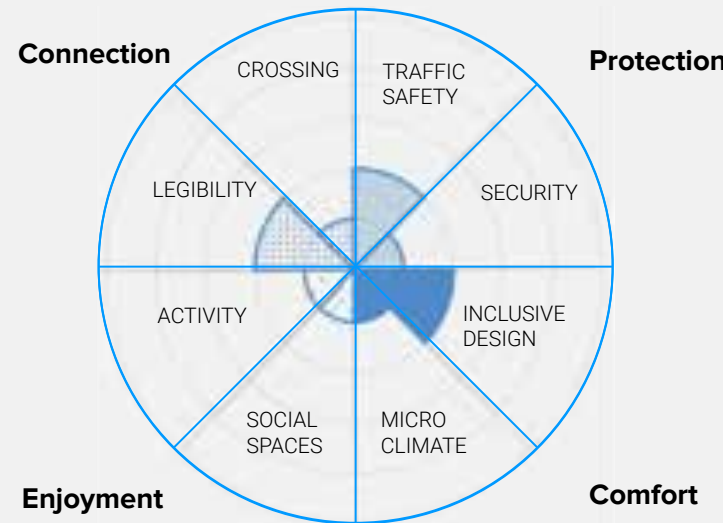 Connection
Protection
CROSSING
TRAFFIC
SAFETY
LEGIBILITY
SECURITY
ACTIVITY
INCLUSIVE
DESIGN
SOCIAL
SPACES
MICRO
CLIMATE
Enjoyment
Comfort